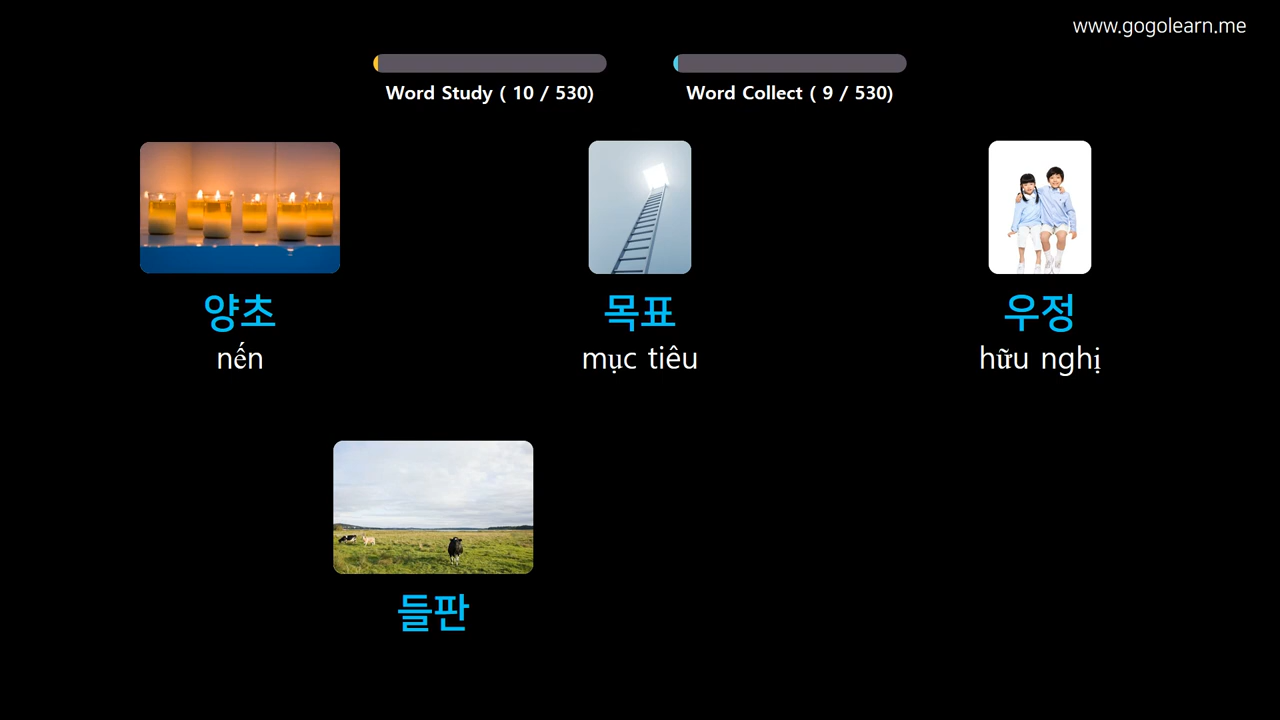 www.gogolearn.me
Word Study ( 10 / 530)
Word Collect ( 9 / 530)
양초
목표
우정
nến
mục tiêu
hữu nghị
들판